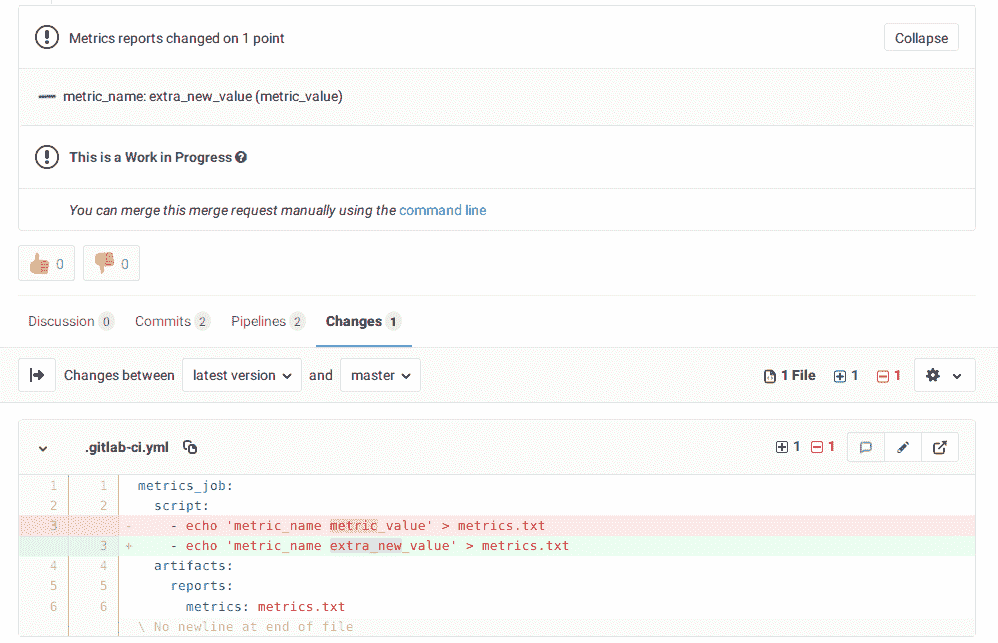 Metrics reports changed on 1 point
Collapse
metric_name: extra_new_value (metric_value)
This is a Work in Progress
You can merge this merge request manually using the command line
0 0
Discussion 0 Commits 2 Pipelines 2 Changes 1
Changes between latest version and master 1 File 1 1
.gitlab-ci.yml 1 1
1 1 metrics_job:
2 2 script:
3 - - echo 'metric_name metric_value' > metrics.txt
3 + - echo 'metric_name extra_new_value' > metrics.txt
4 4 artifacts:
5 5 reports:
6 6 metrics: metrics.txt
\ No newline at end of file